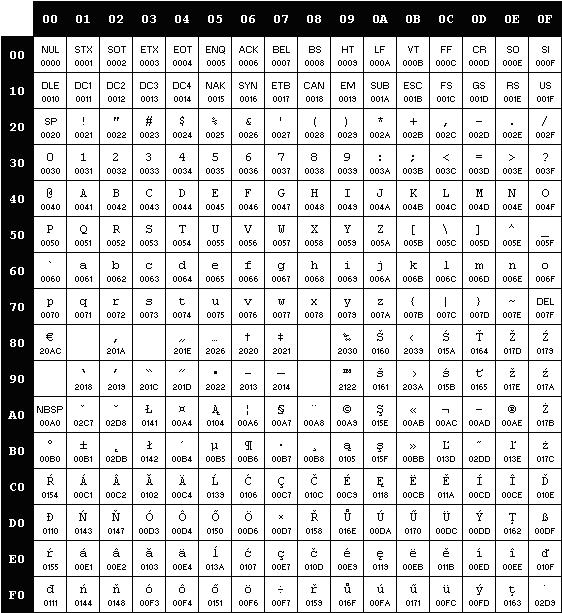 00 01 02 03 04 05 06 07 08 09 0A 0B 0C 0D 0E 0F
00 NUL STX SOT ETX EOT ENQ ACK BEL BS HT LF VT FF CR SO SI
0000 0001 0002 0003 0004 0005 0006 0007 0008 0009 000A 000B 000C 000D 000E 000F
10 DLE DC1 DC2 DC3 DC4 NAK SYN ETB CAN EM SUB ESC FS GS RS US
0010 0011 0012 0013 0014 0015 0016 0017 0018 0019 001A 001B 001C 001D 001E 001F
20 SP ! " # $ % & ' ( ) * + , - . /
0020 0021 0022 0023 0024 0025 0026 0027 0028 0029 002A 002B 002C 002D 002E 002F
30 0 1 2 3 4 5 6 7 8 9 : ; < = > ?
0030 0031 0032 0033 0034 0035 0036 0037 0038 0039 003A 003B 003C 003D 003E 003F
40 @ A B C D E F G H I J K L M N O
0040 0041 0042 0043 0044 0045 0046 0047 0048 0049 004A 004B 004C 004D 004E 004F
50 P Q R S T U V W X Y Z [ \ ] ^ _
0050 0051 0052 0053 0054 0055 0056 0057 0058 0059 005A 005B 005C 005D 005E 005F
60 ` a b c d e f g h i j k l m n o
0060 0061 0062 0063 0064 0065 0066 0067 0068 0069 006A 006B 006C 006D 006E 006F
70 p q r s t u v w x y z { | } ~ DEL
0070 0071 0072 0073 0074 0075 0076 0077 0078 0079 007A 007B 007C 007D 007E 007F
80 € ‚ „ … † ‡ ‰ Š ‹ Ś Ť Ž Ź
20AC 201A 201E 2026 2020 2021 2030 0160 2039 015A 0164 017D 0179
90 ‘ ’ “ ” • – — ™ š › ś ť ž ź
2018 2019 201C 201D 2022 2013 2014 2122 0161 203A 015B 0165 017E 017A
A0 NBSP ˇ ˘ Ł ¤ Ą ¦ § ¨ © Ş « ¬ - ® Ż
00A0 02C7 02D8 0141 00A4 0104 00A6 00A7 00A8 00A9 015E 00AB 00AC 00AD 00AE 017B
B0 ° ± ˛ ł ´ µ ¶ · ¸ ą ş » Ľ ˝ ľ ż
00B0 00B1 02DB 0142 00B4 00B5 00B6 00B7 00B8 0105 015F 00BB 013D 02DD 013E 017C
C0 Ŕ Á Â Ă Ä Ĺ Ć Ç Č É Ę Ë Ě Í Î Ď
0154 00C1 00C2 0102 00C4 0139 0106 00C7 010C 00C9 0118 00CB 011A 00CD 00CE 010E
D0 Đ Ń Ň Ó Ô Ő Ö × Ř Ů Ú Ű Ü Ý Ţ ß
0110 0143 0147 00D3 00D4 0150 00D6 00D7 0158 016E 00DA 0170 00DC 00DD 0162 00DF
E0 ŕ á â ă ä ĺ ć ç č é ę ë ě í î ď
0155 00E1 00E2 0103 00E4 013A 0107 00E7 010D 00E9 0119 00EB 011B 00ED 00EE 010F
F0 đ ń ň ó ô ő ö ÷ ř ů ú ű ü ý ţ ˙
0111 0144 0148 00F3 00F4 0151 00F6 00F7 0159 016F 00FA 0171 00FC 00FD 0163 02D9